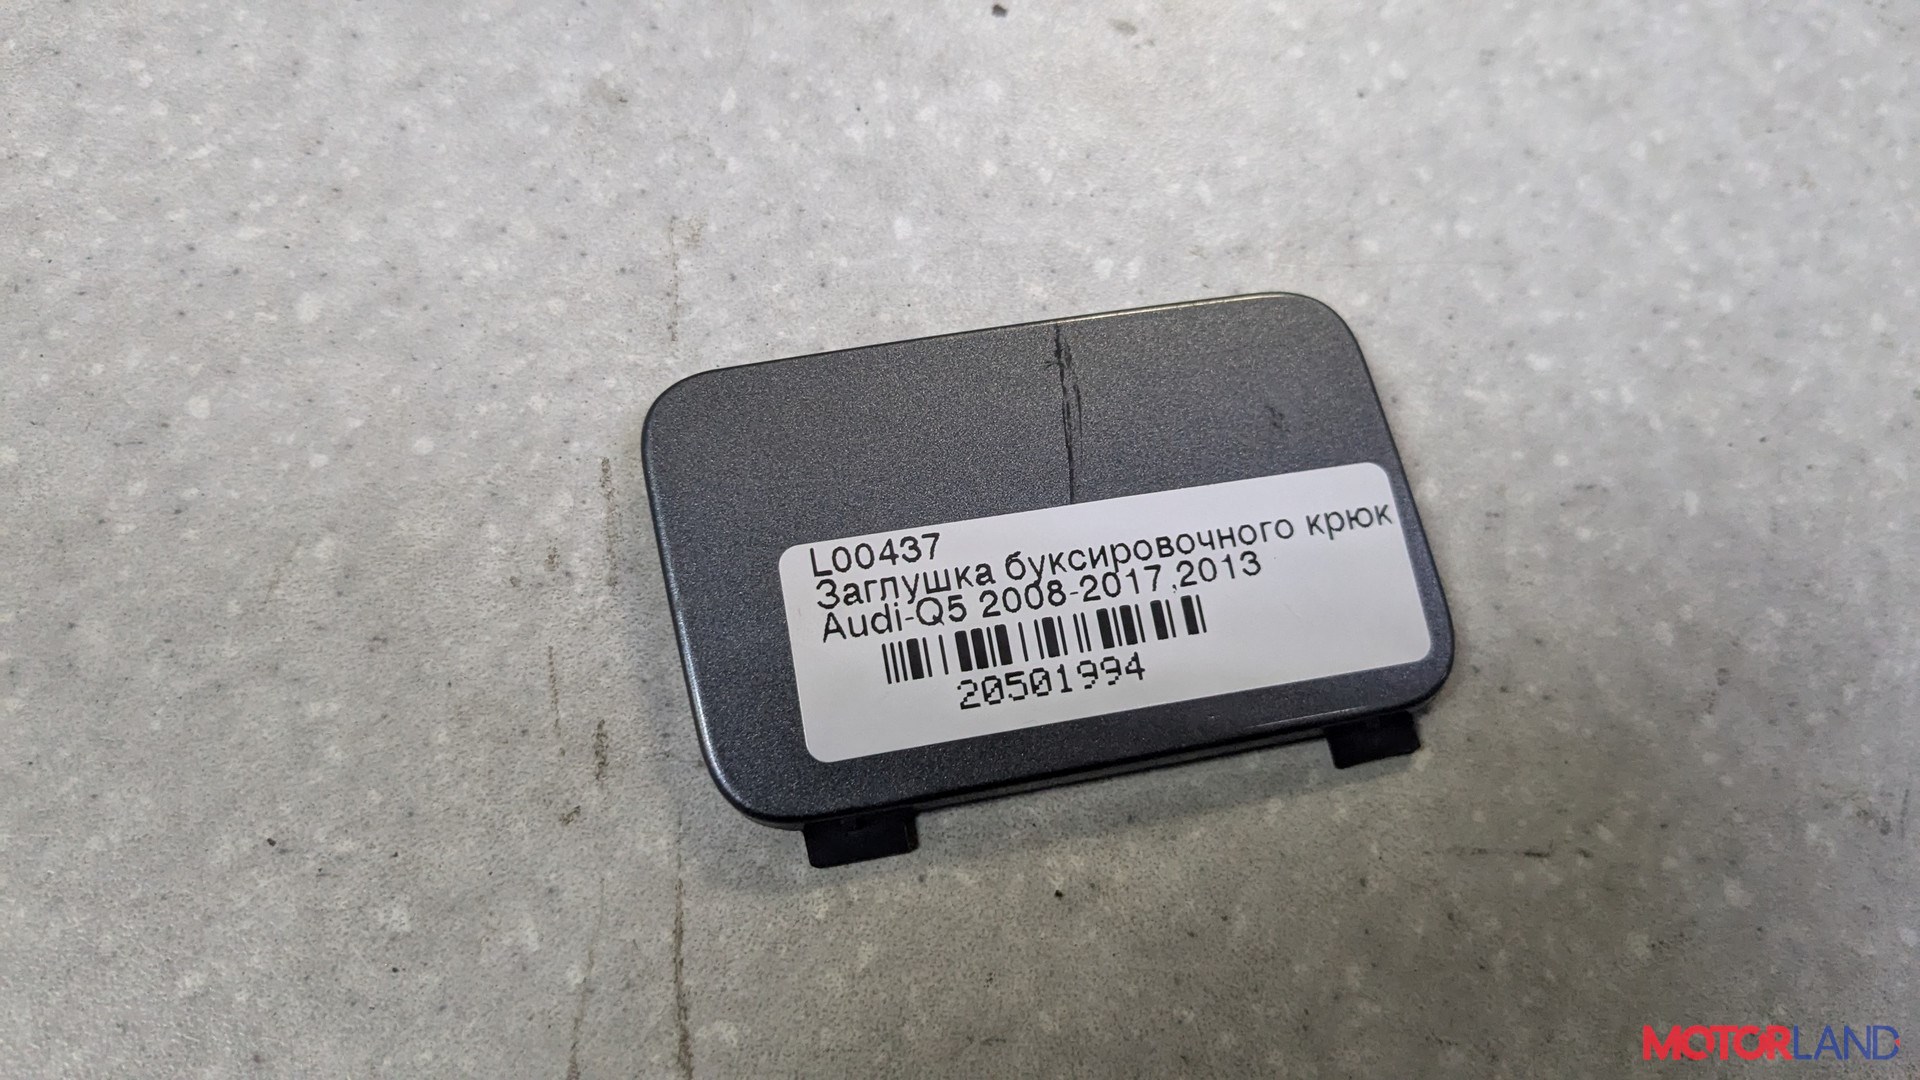 L00437
Заглушка буксировочного крюк
Audi-Q5 2008-2017,2013
20501994
MOTORLAND